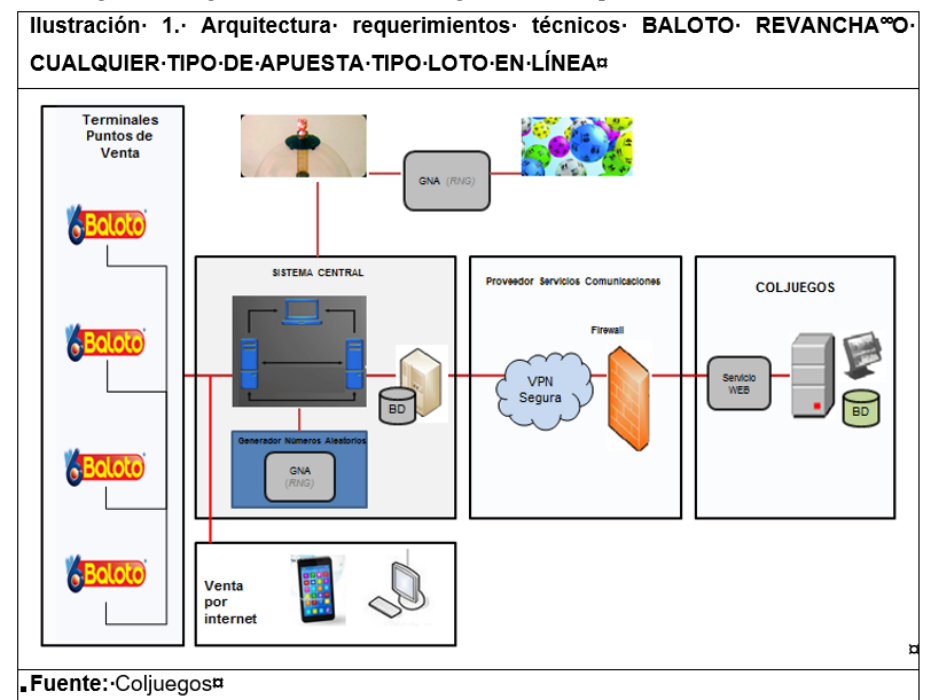 Ilustración· 1.· Arquitectura· requerimientos· técnicos· BALOTO· REVANCHA°°O·
CUALQUIER·TIPO·DE·APUESTA·TIPO·LOTO·EN·LÍNEA¤
Terminales
Puntos de
Venta
Baloto
Baloto
Baloto
Baloto
GNA (RNG)
SISTEMA CENTRAL
BD
Generador Números Aleatorios
GNA
(RNG)
Venta
por
internet
Proveedor Servicios Comunicaciones
Firewall
VPN
Segura
COLJUEGOS
Servicio
WEB
BD
¤
Fuente:·Coljuegos¤